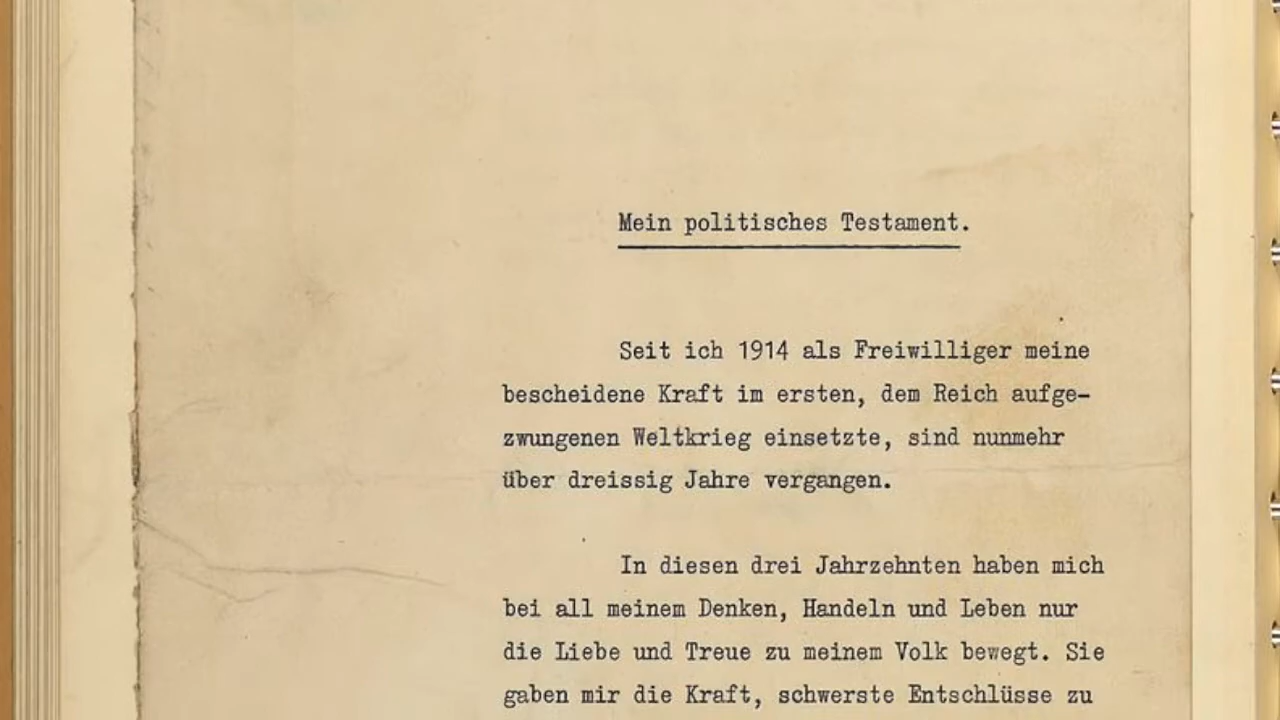 Mein politisches Testament.
Seit ich 1914 als Freiwilliger meine
bescheidene Kraft im ersten, dem Reich aufge-
zwungenen Weltkrieg einsetzte, sind nunmehr
über dreissig Jahre vergangen.
In diesen drei Jahrzehnten haben mich
bei all meinem Denken, Handeln und Leben nur
die Liebe und Treue zu meinem Volk bewegt. Sie
gaben mir die Kraft, schwerste Entschlüsse zu